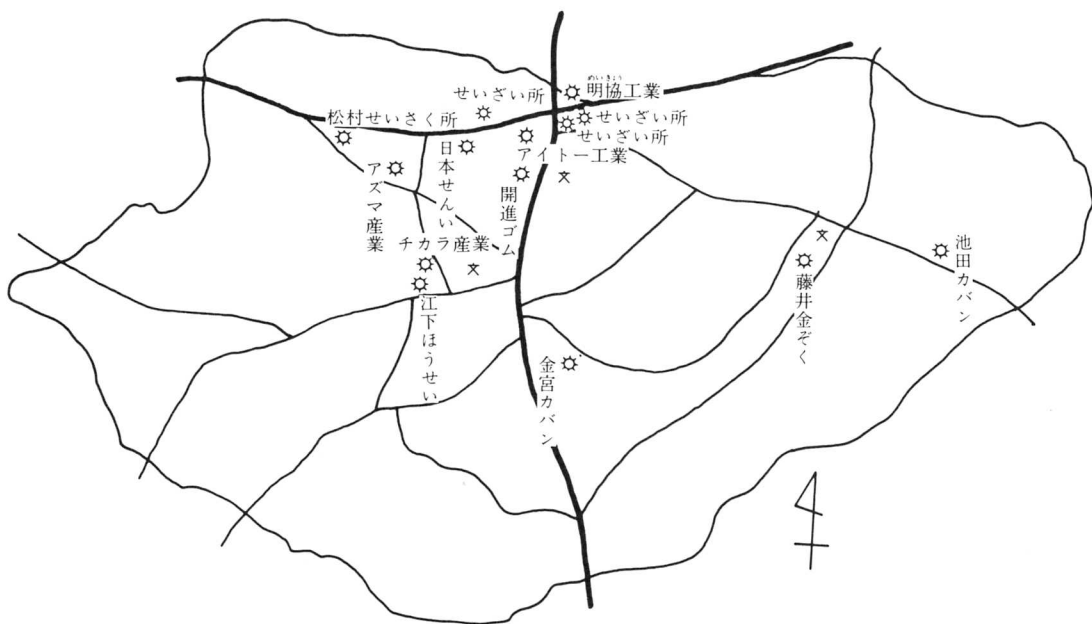 めいきょう
明協工業
せいざい所
せいざい所
せいざい所
松村せいさく所
アイトー工業
日本せんい
アズマ産業
開進ゴム
チカラ産業
江下ほうせい
金宮カバン
藤井金ぞく
池田カバン